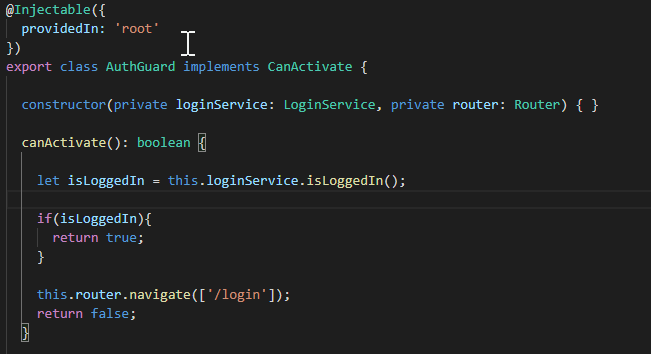 @Injectable({
  providedIn: 'root'
})
export class AuthGuard implements CanActivate {
  constructor(private loginService: LoginService, private router: Router) { }
  canActivate(): boolean {
    let isLoggedIn = this.loginService.isLoggedIn();
    if(isLoggedIn){
      return true;
    }
    this.router.navigate(['/login']);
    return false;
  }